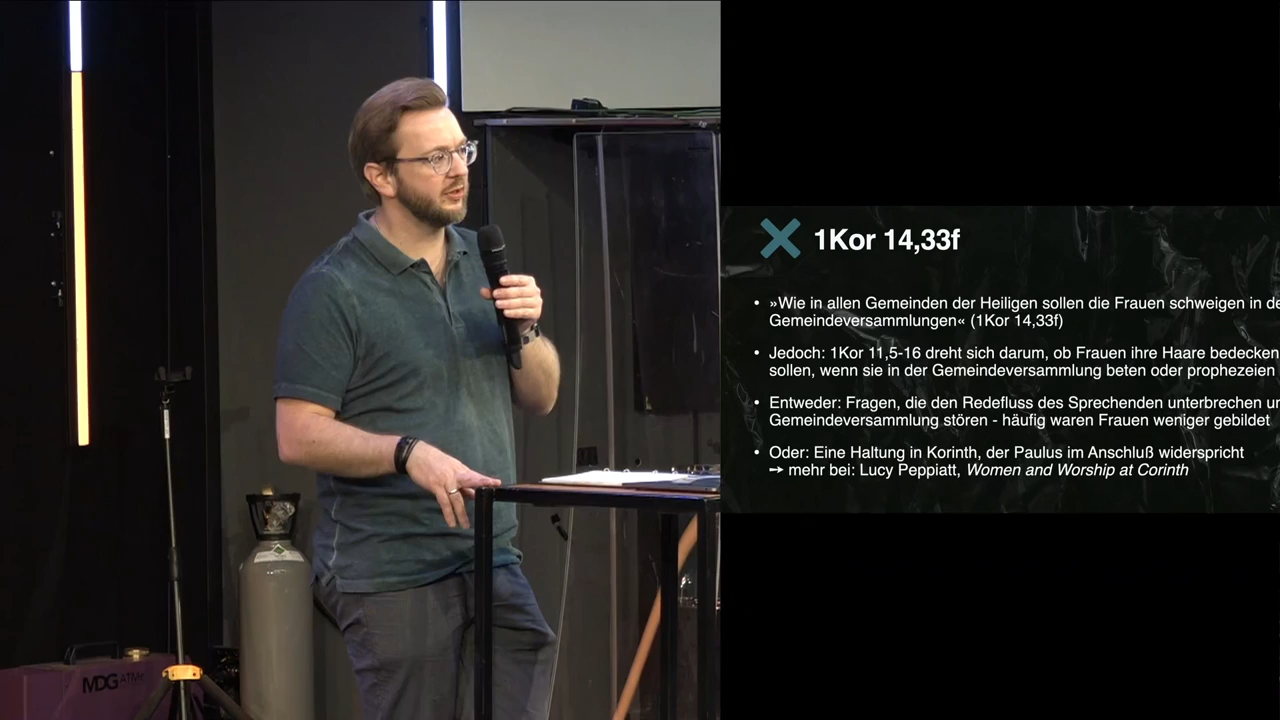 1Kor 14,33f
• »Wie in allen Gemeinden der Heiligen sollen die Frauen schweigen in
Gemeindeversammlungen« (1Kor 14,33f)
• Jedoch: 1Kor 11,5-16 dreht sich darum, ob Frauen ihre Haare bedecken
sollen, wenn sie in der Gemeindeversammlung beten oder prophezeien
• Entweder: Fragen, die den Redefluss des Sprechenden unterbrechen
Gemeindeversammlung stören - häufig waren Frauen weniger gebildet
• Oder: Eine Haltung in Korinth, der Paulus im Anschluß widerspricht
➙ mehr bei: Lucy Peppiatt, Women and Worship at Corinth
MDG